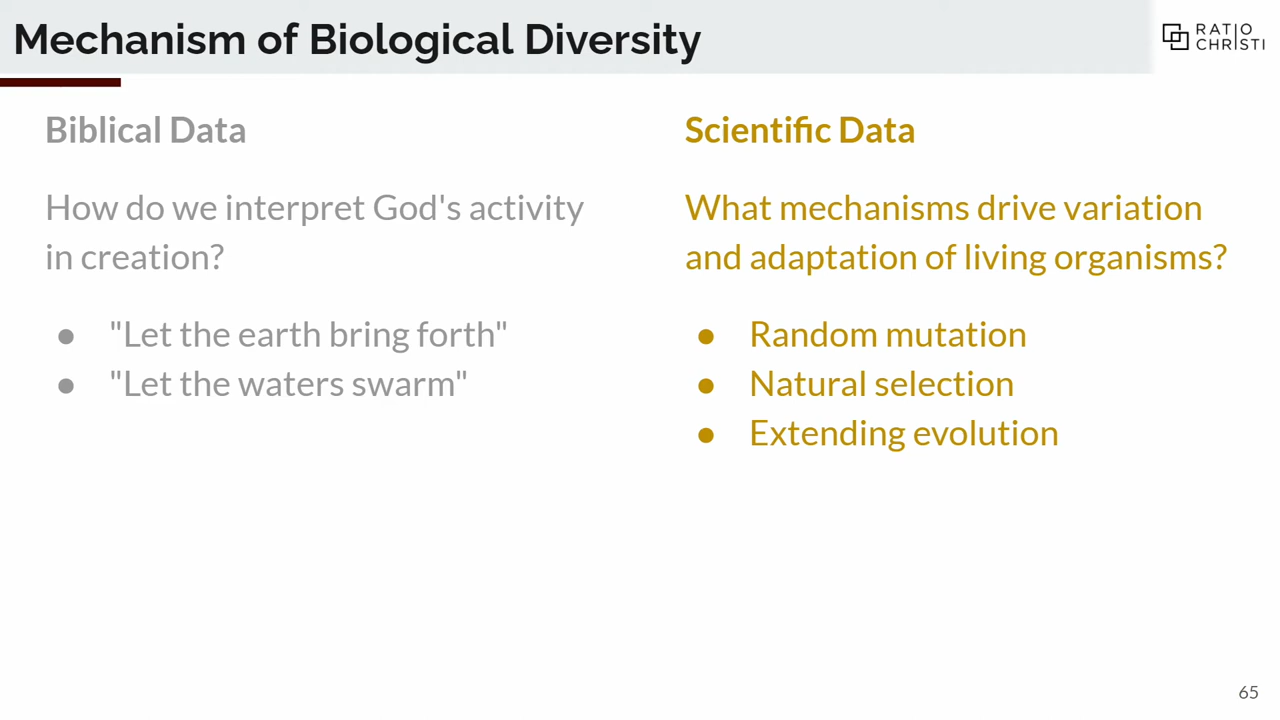 Mechanism of Biological Diversity
RATIO
CHRISTI
Biblical Data
How do we interpret God's activity
in creation?
● "Let the earth bring forth"
● "Let the waters swarm"
Scientific Data
What mechanisms drive variation
and adaptation of living organisms?
● Random mutation
● Natural selection
● Extending evolution
65